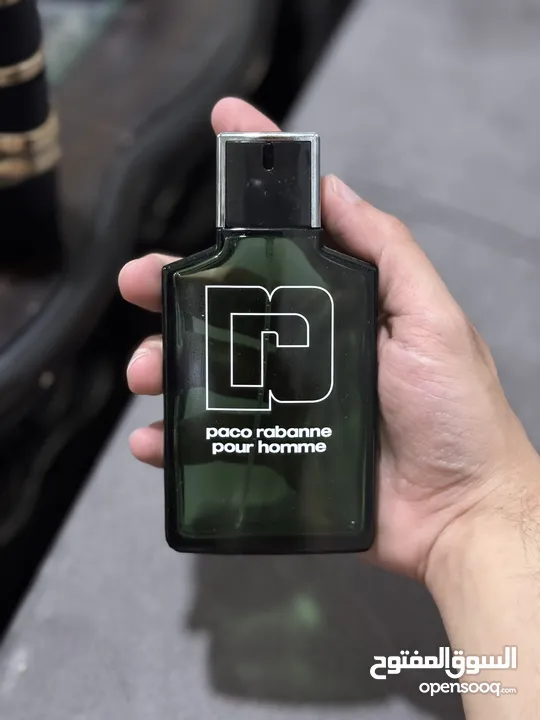 paco rabanne
pour homme
السوق المفتوح
opensooq.com